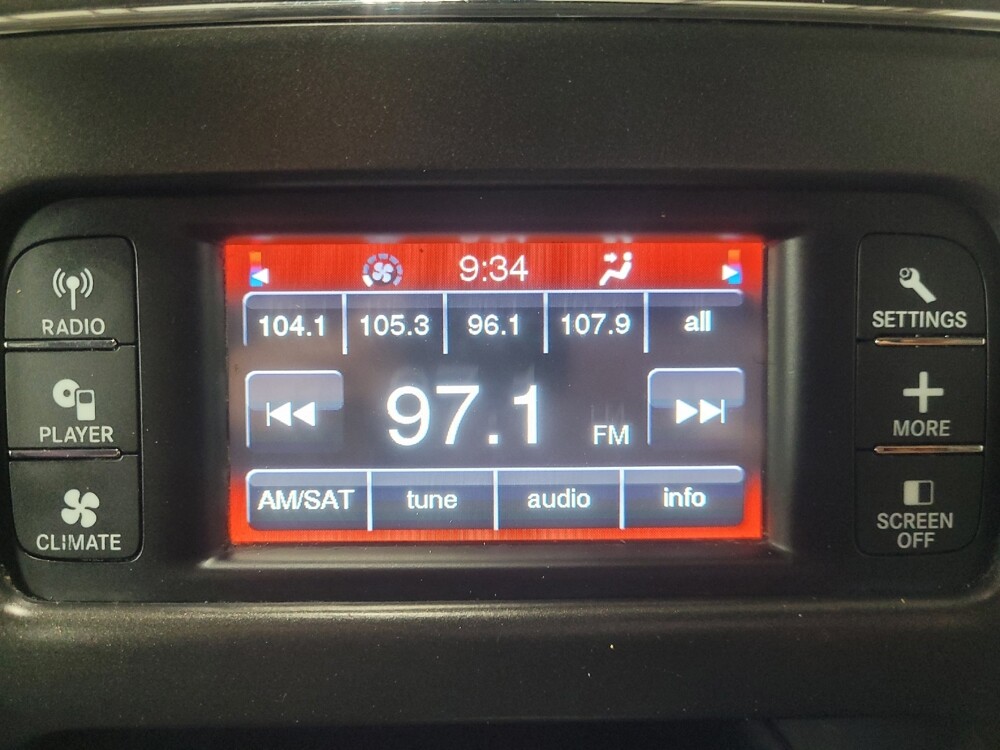 9:34
104.1 105.3 96.1 107.9 all
97.1 FM
AM/SAT tune audio info
RADIO
PLAYER
CLIMATE
SETTINGS
MORE
SCREEN
OFF